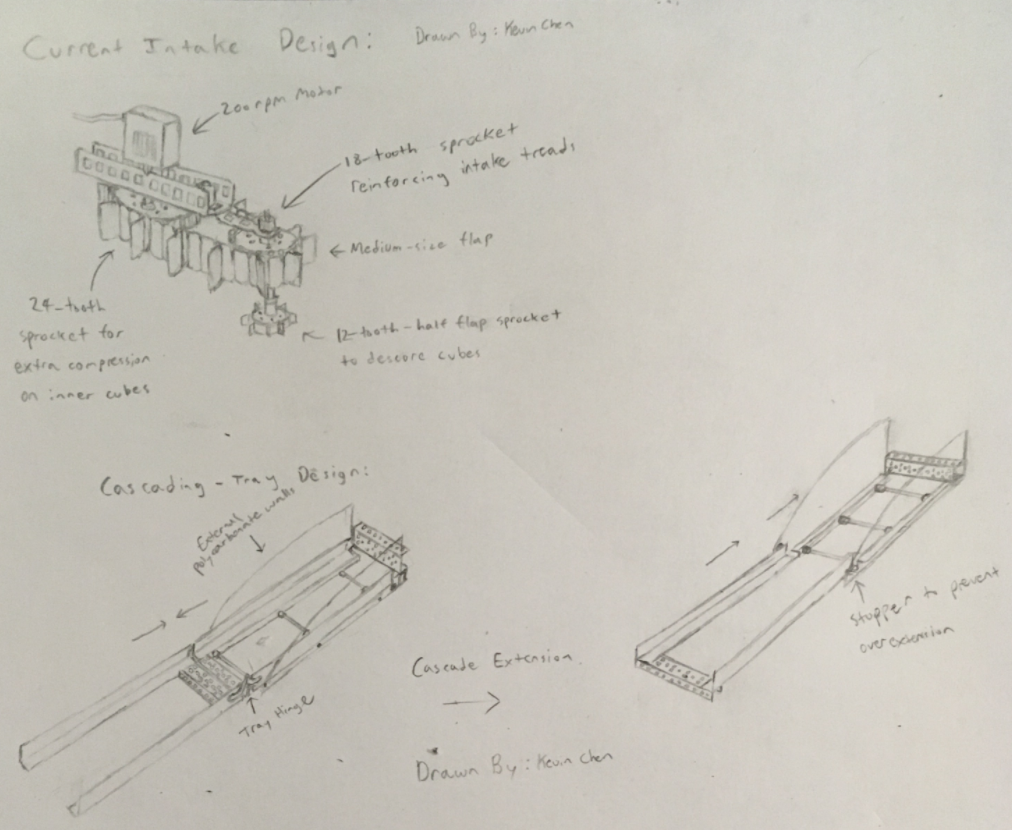 Current Intake Design:
Drawn By: Kevin Chen
200rpm Motor
18-tooth sprocket
reinforcing intake treads
Medium-size flap
24-tooth
sprocket for
extra compression
on inner cubes
12-tooth-half flap sprocket
to descore cubes
Cascading-Tray Design:
External
polycarbonate walls
Tray Hinge
Cascade Extension
Stopper to prevent
overextension
Drawn By: Kevin Chen